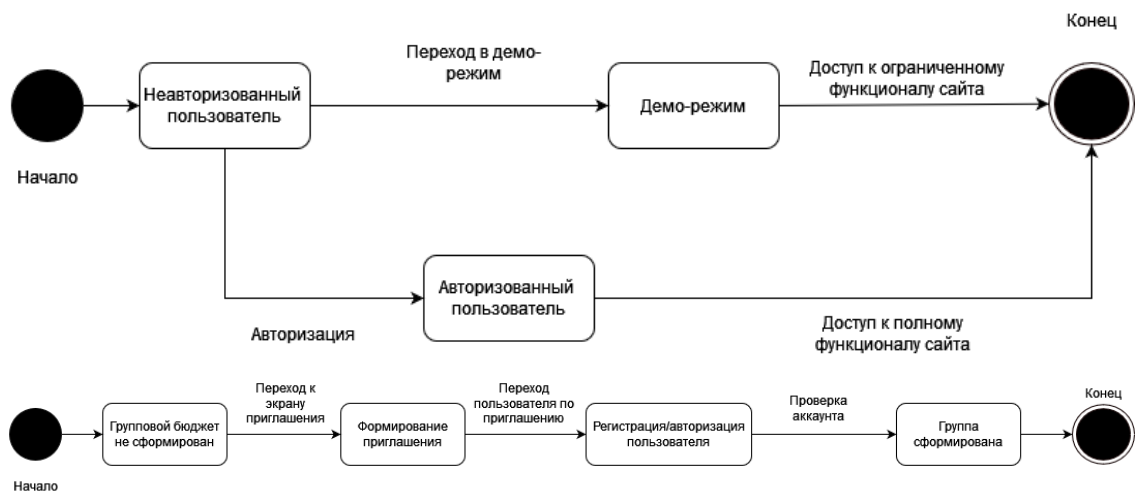 Конец
Переход в демо-
режим
Доступ к ограниченному
функционалу сайта
Неавторизованный
пользователь
Демо-режим
Начало
Авторизованный
пользователь
Авторизация
Доступ к полному
функционалу сайта
Переход к
экрану
приглашения
Переход
пользователя по
приглашению
Проверка
аккаунта
Конец
Групповой бюджет
не сформирован
Формирование
приглашения
Регистрация/авторизация
пользователя
Группа
сформирована
Начало